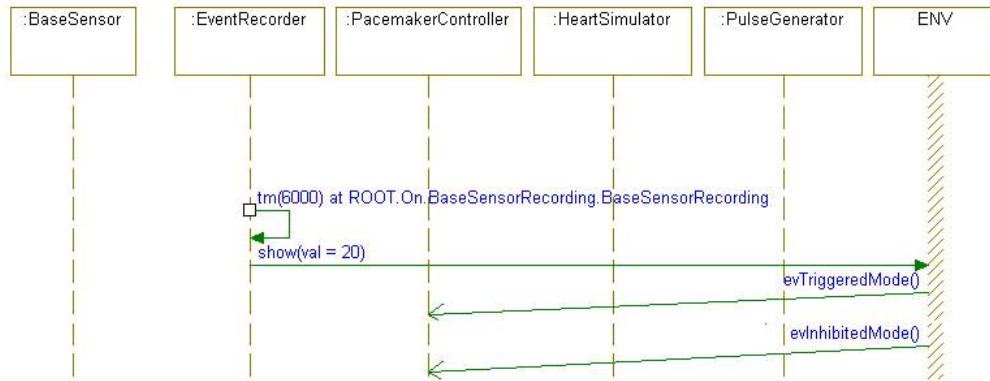 :BaseSensor
:EventRecorder
:PacemakerController
:HeartSimulator
:PulseGenerator
ENV
tm(6000) at ROOT.On.BaseSensorRecording.BaseSensorRecording
show(val = 20)
evTriggeredMode()
evInhibitedMode()